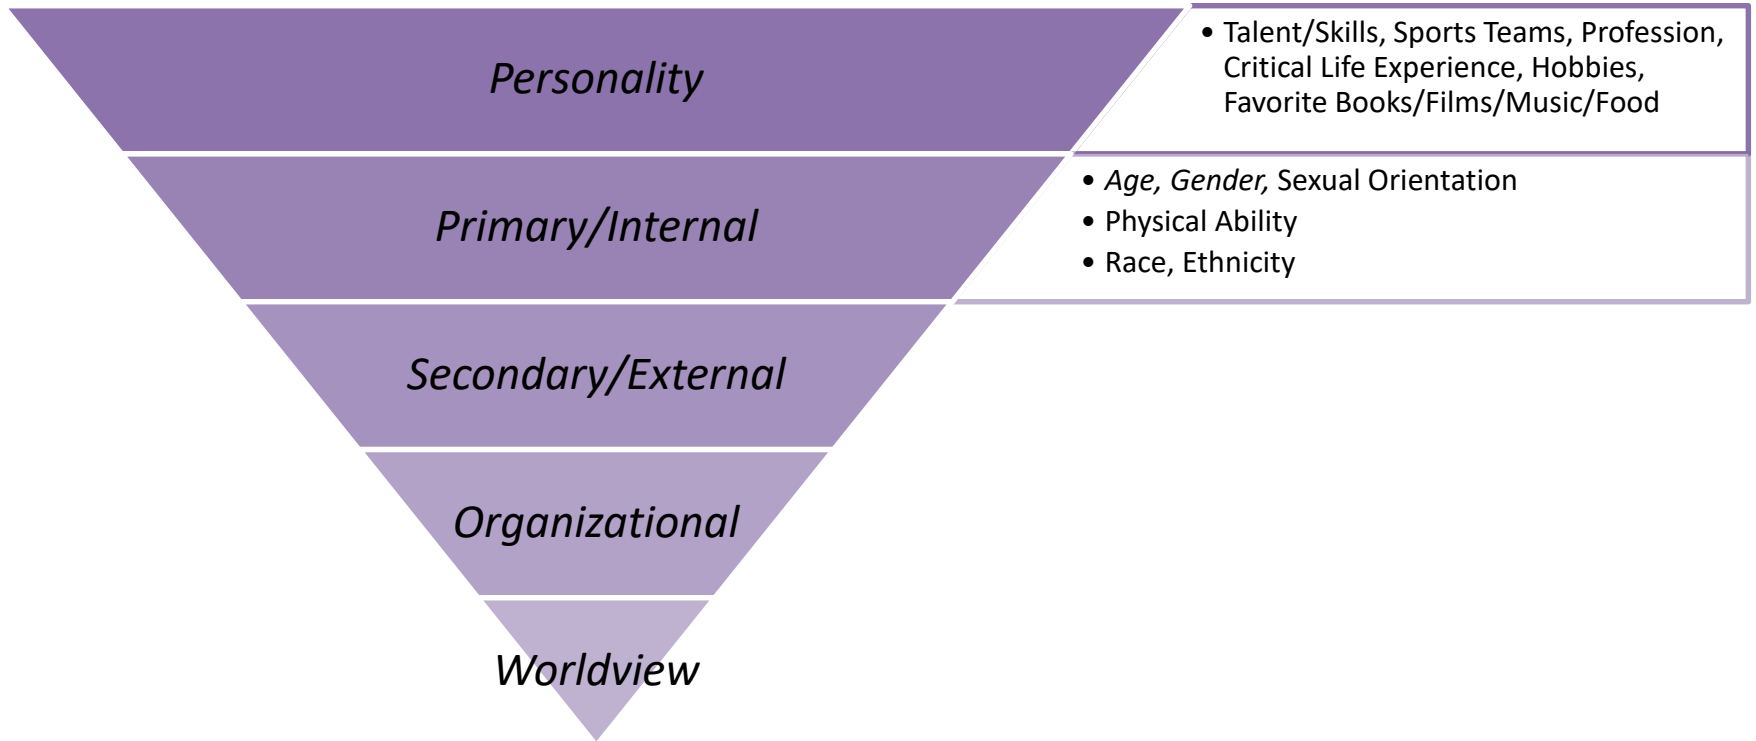 Personality
• Talent/Skills, Sports Teams, Profession,
Critical Life Experience, Hobbies,
Favorite Books/Films/Music/Food
Primary/Internal
• Age, Gender, Sexual Orientation
• Physical Ability
• Race, Ethnicity
Secondary/External
Organizational
Worldview